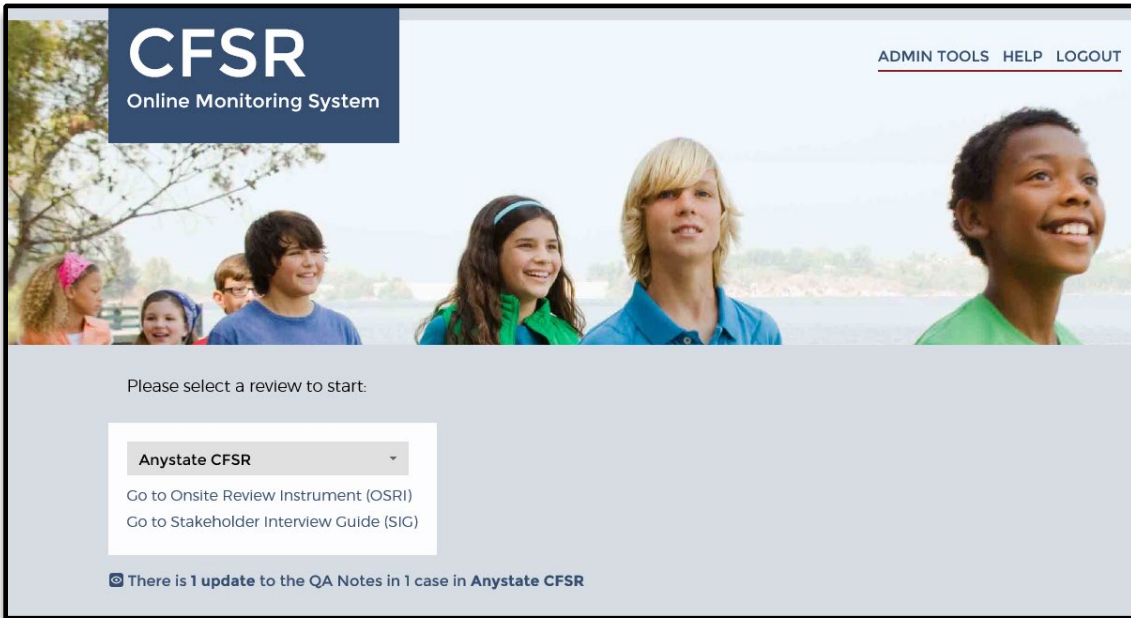 CFSR
Online Monitoring System
ADMIN TOOLS HELP LOGOUT
Please select a review to start:
Anystate CFSR
Go to Onsite Review Instrument (OSRI)
Go to Stakeholder Interview Guide (SIG)
There is 1 update to the QA Notes in 1 case in Anystate CFSR